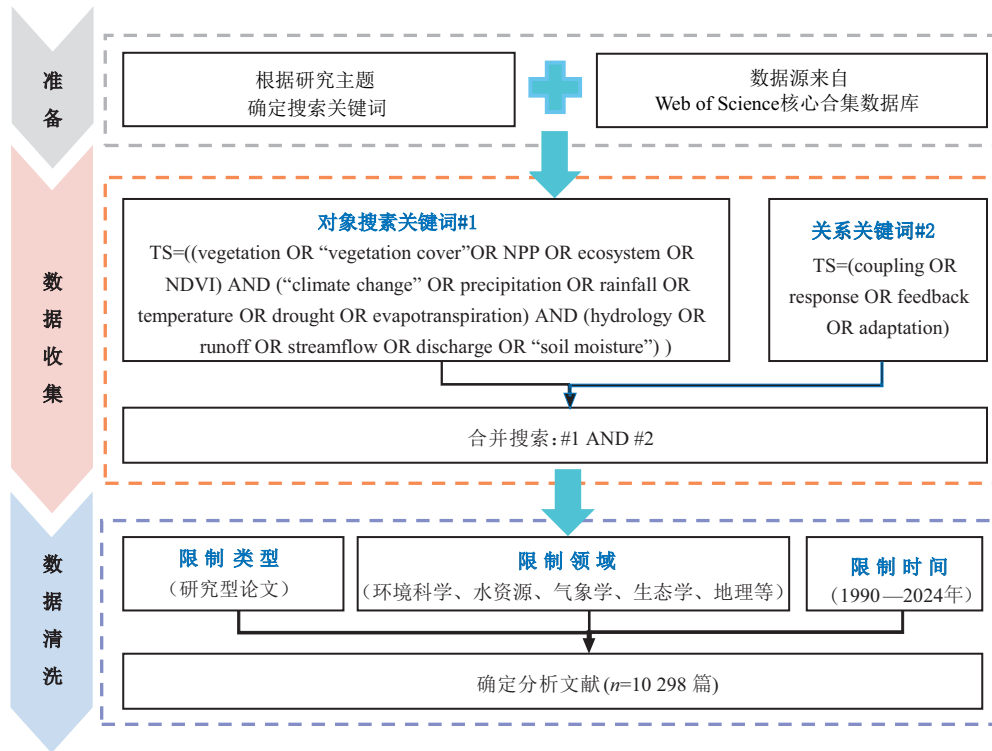 准备
根据研究主题
确定搜索关键词
数据源来自
Web of Science核心合集数据库
数据收集
对象搜素关键词#1
TS=((vegetation OR “vegetation cover”OR NPP OR ecosystem OR
NDVI) AND (“climate change” OR precipitation OR rainfall OR
temperature OR drought OR evapotranspiration) AND (hydrology OR
runoff OR streamflow OR discharge OR “soil moisture”) )
关系关键词#2
TS=(coupling OR
response OR feedback
OR adaptation)
合并搜索:#1 AND #2
数据清洗
限制类型
（研究型论文）
限制领域
（环境科学、水资源、气象学、生态学、地理等）
限制时间
（1990—2024年）
确定分析文献(n=10 298 篇)